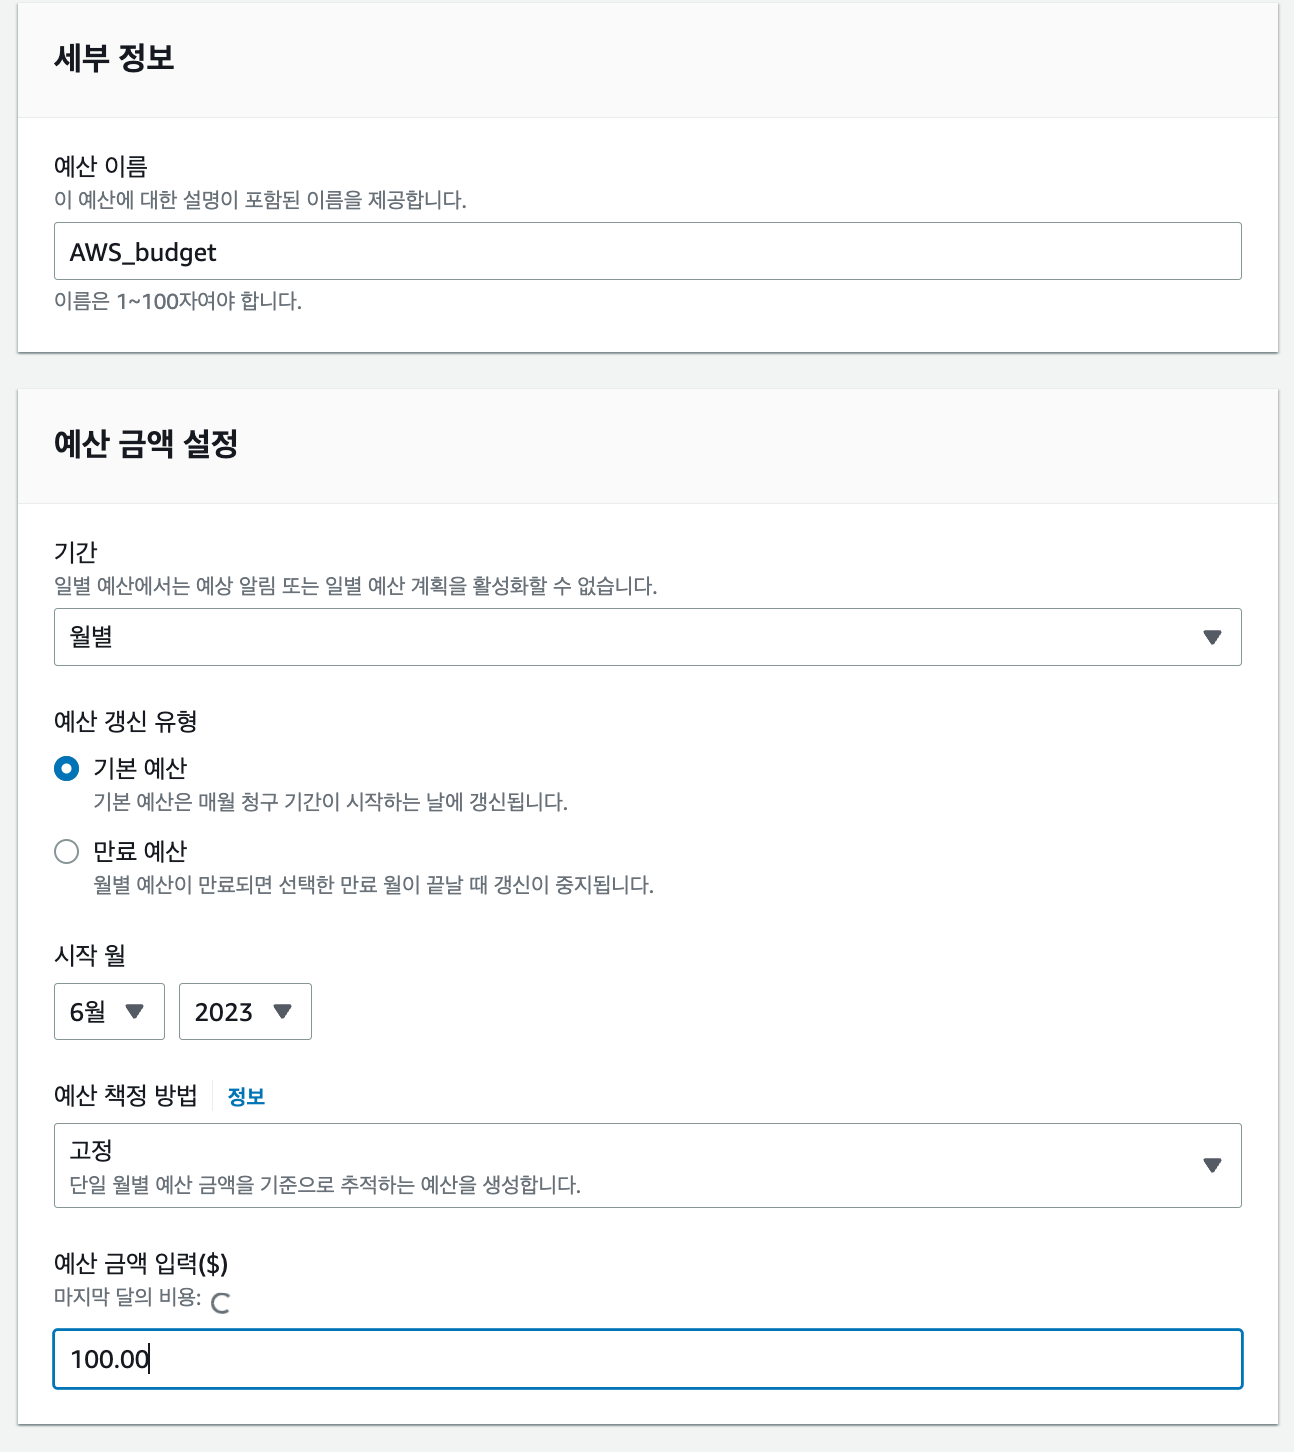 세부 정보
예산 이름
이 예산에 대한 설명이 포함된 이름을 제공합니다.
AWS_budget
이름은 1~100자여야 합니다.
예산 금액 설정
기간
일별 예산에서는 예상 알림 또는 일별 예산 계획을 활성화할 수 없습니다.
월별
예산 갱신 유형
기본 예산
기본 예산은 매월 청구 기간이 시작하는 날에 갱신됩니다.
만료 예산
월별 예산이 만료되면 선택한 만료 월이 끝날 때 갱신이 중지됩니다.
시작 월
6월 2023
예산 책정 방법 정보
고정
단일 월별 예산 금액을 기준으로 추적하는 예산을 생성합니다.
예산 금액 입력($)
마지막 달의 비용:
100.00